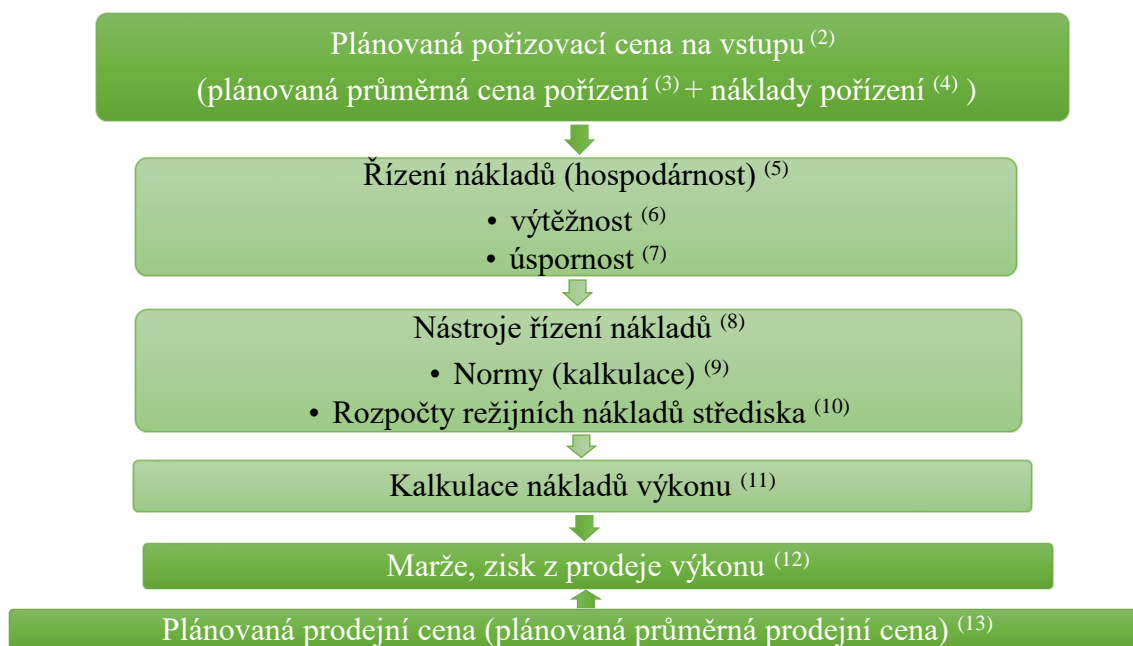 Plánovaná pořizovací cena na vstupu (2)
(plánovaná průměrná cena pořízení (3) + náklady pořízení (4) )
Řízení nákladů (hospodárnost) (5)
• výtěžnost (6)
• úspornost (7)
Nástroje řízení nákladů (8)
• Normy (kalkulace) (9)
• Rozpočty režijních nákladů střediska (10)
Kalkulace nákladů výkonu (11)
Marže, zisk z prodeje výkonu (12)
Plánovaná prodejní cena (plánovaná průměrná prodejní cena) (13)